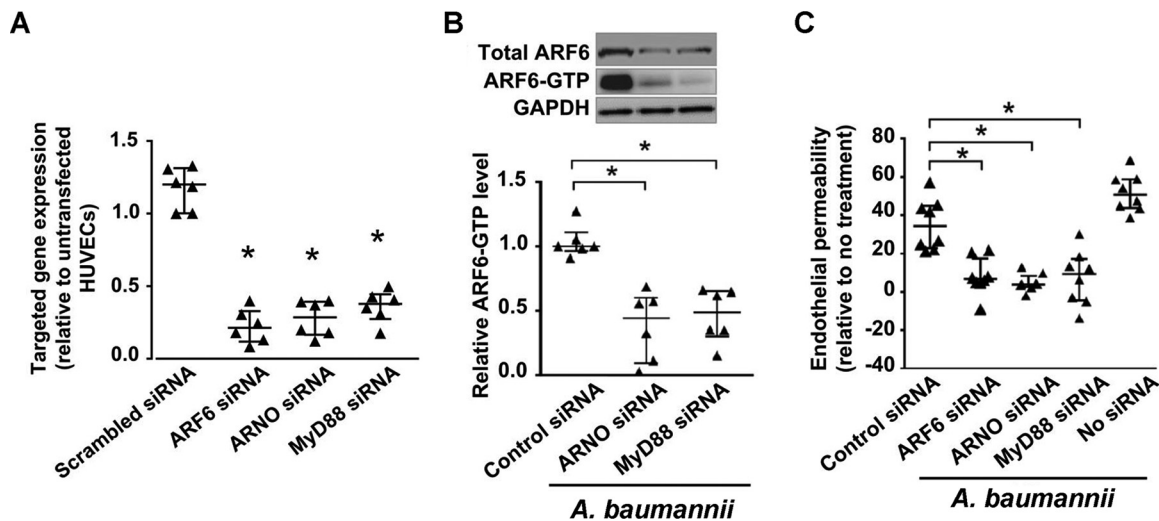 A
Targeted gene expression
(relative to untransfected
HUVECs)
1.5
1.0
0.5
0.0
*
*
*
Scrambled siRNA
ARF6 siRNA
ARNO siRNA
MyD88 siRNA
B
Total ARF6
ARF6-GTP
GAPDH
Relative ARF6-GTP level
1.5
1.0
0.5
0.0
*
*
Control siRNA
ARNO siRNA
MyD88 siRNA
A. baumannii
C
Endothelial permeability
(relative to no treatment)
80
60
40
20
0
-20
-40
*
*
*
Control siRNA
ARF6 siRNA
ARNO siRNA
MyD88 siRNA
No siRNA
A. baumannii